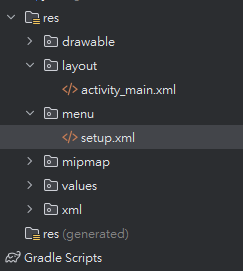 res
drawable
layout
activity_main.xml
menu
setup.xml
mipmap
values
xml
res (generated)
Gradle Scripts